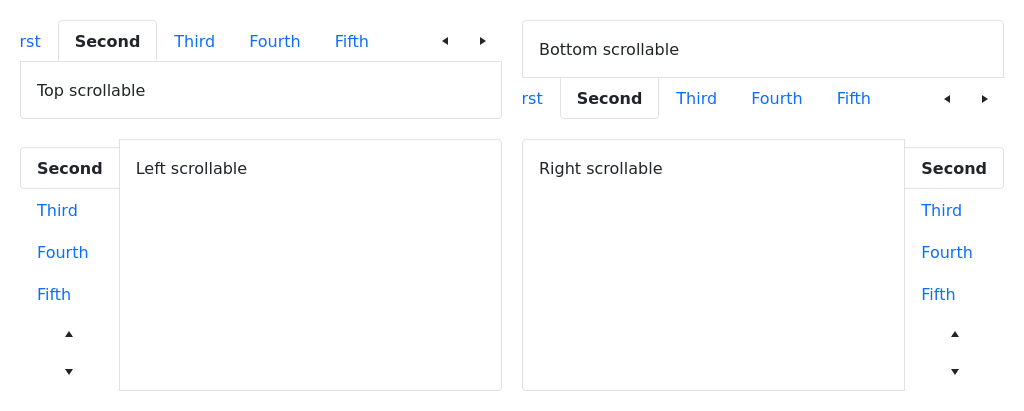 rst Second Third Fourth Fifth
Top scrollable
Bottom scrollable
rst Second Third Fourth Fifth
Second
Third
Fourth
Fifth
Left scrollable
Right scrollable
Second
Third
Fourth
Fifth